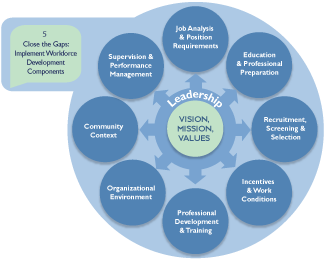 5
Close the Gaps:
Implement Workforce
Development
Components
Job Analysis
& Position
Requirements
Education
& Professional
Preparation
Recruitment,
Screening &
Selection
Incentives
& Work
Conditions
Professional
Development
& Training
Organizational
Environment
Community
Context
Supervision &
Performance
Management
Leadership
VISION,
MISSION,
VALUES